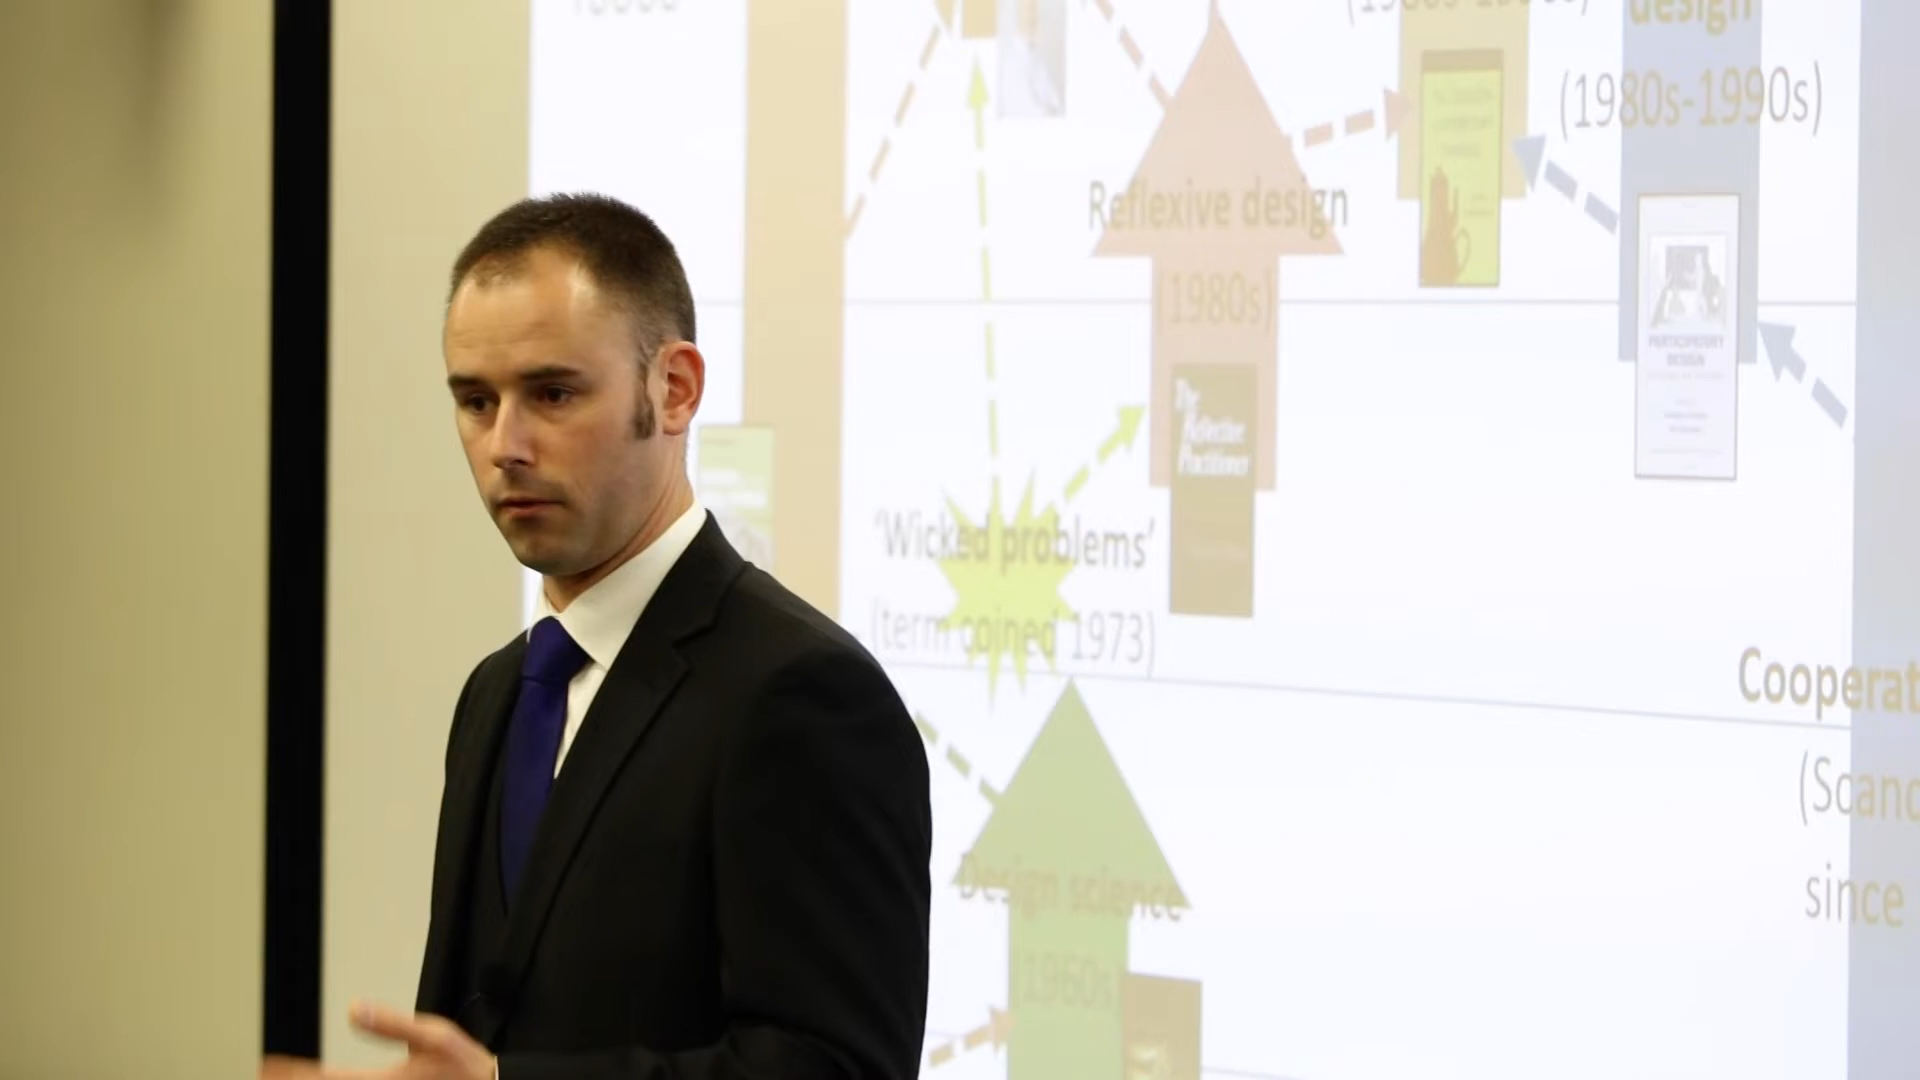 design
(1980s-1990s)
Reflexive design
1980s)
The
Reflective
Practitioner
PARTICIPATORY
DESIGN
'Wicked problems'
(term coined 1973)
Cooperat
(Scand
since
Design science
1960s